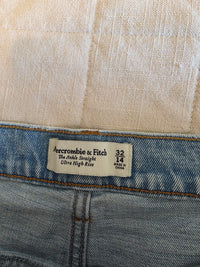 Abercrombie & Fitch
The Ankle Straight
Ultra High Rise
32
14